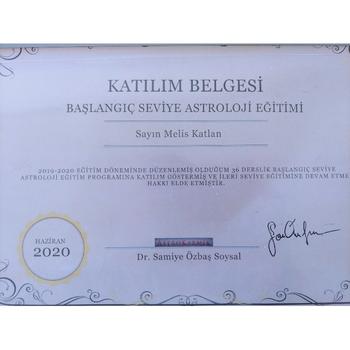 KATILIM BELGESİ
BAŞLANGIÇ SEVİYE ASTROLOJİ EĞİTİMİ
Sayın Melis Katlan
2019-2020 EĞİTİM DÖNEMİNDE DÜZENLEMİŞ OLDUĞUM 36 DERSLİK BAŞLANGIÇ SEVİYE
ASTROLOJİ EĞİTİM PROGRAMINA KATILIM GÖSTERMİŞ VE İLERİ SEVİYE EĞİTİMİNE DEVAM ETME
HAKKI ELDE ETMİŞTİR.
HAZİRAN
2020
Dr. Samiye Özbaş Soysal